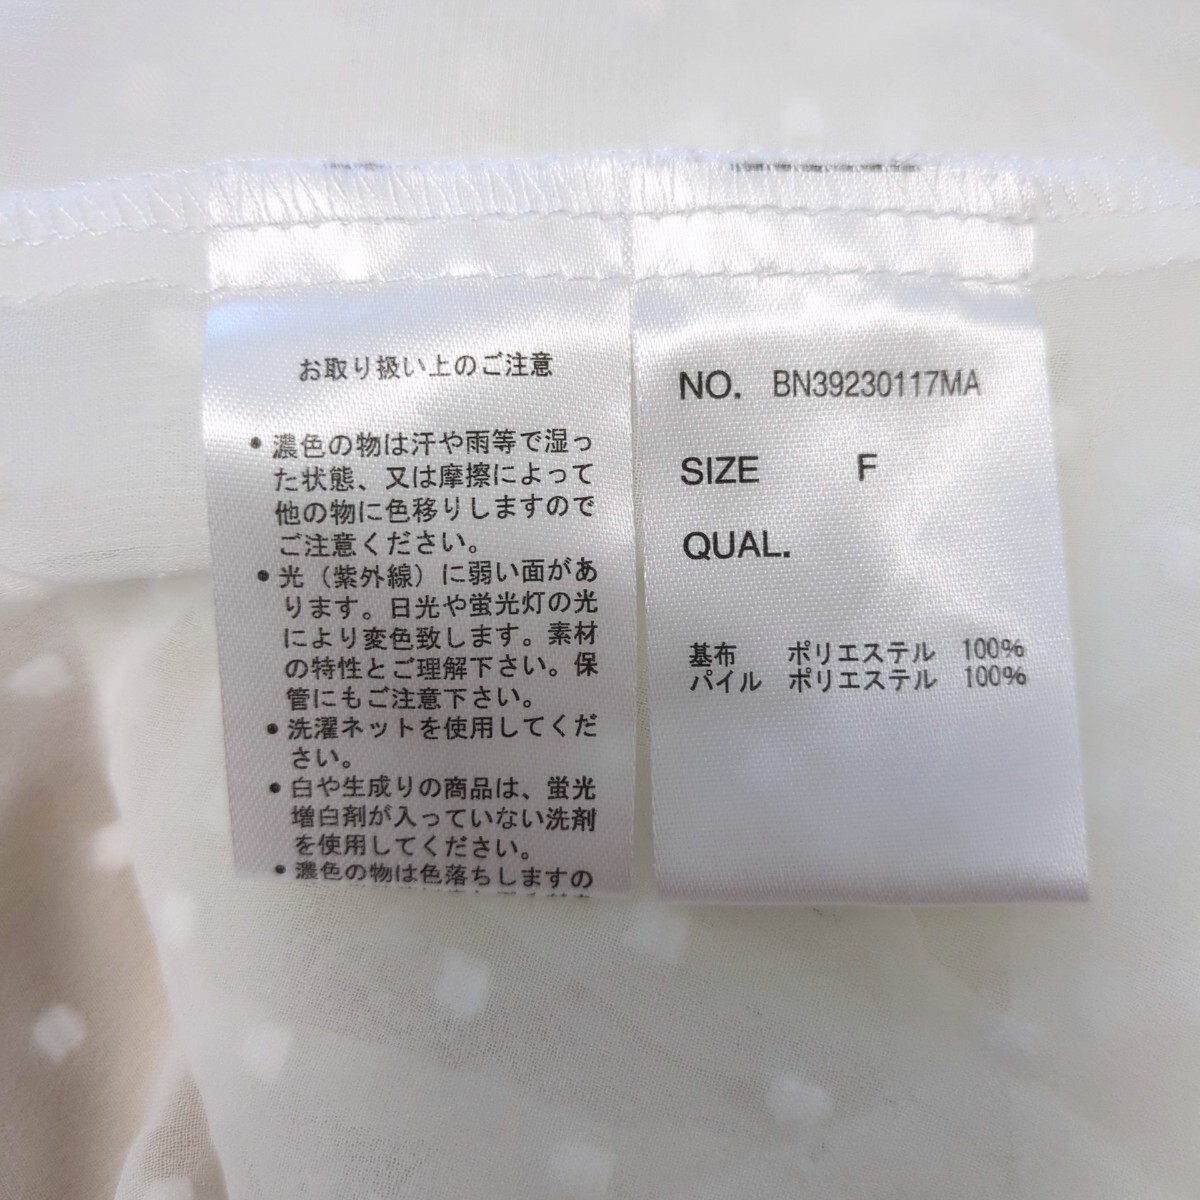 お取り扱い上のご注意
• 濃色の物は汗や雨等で湿っ
た状態、又は摩擦によって
他の物に色移りしますので
ご注意ください。
• 光（紫外線）に弱い面があ
ります。日光や蛍光灯の光
により変色致します。素材
の特性とご理解下さい。保
管にもご注意下さい。
• 洗濯ネットを使用してくだ
さい。
• 白や生成りの商品は、蛍光
増白剤が入っていない洗剤
を使用してください。
• 濃色の物は色落ちしますの
NO. BN39230117MA
SIZE F
QUAL.
基布 ポリエステル 100%
パイル ポリエステル 100%